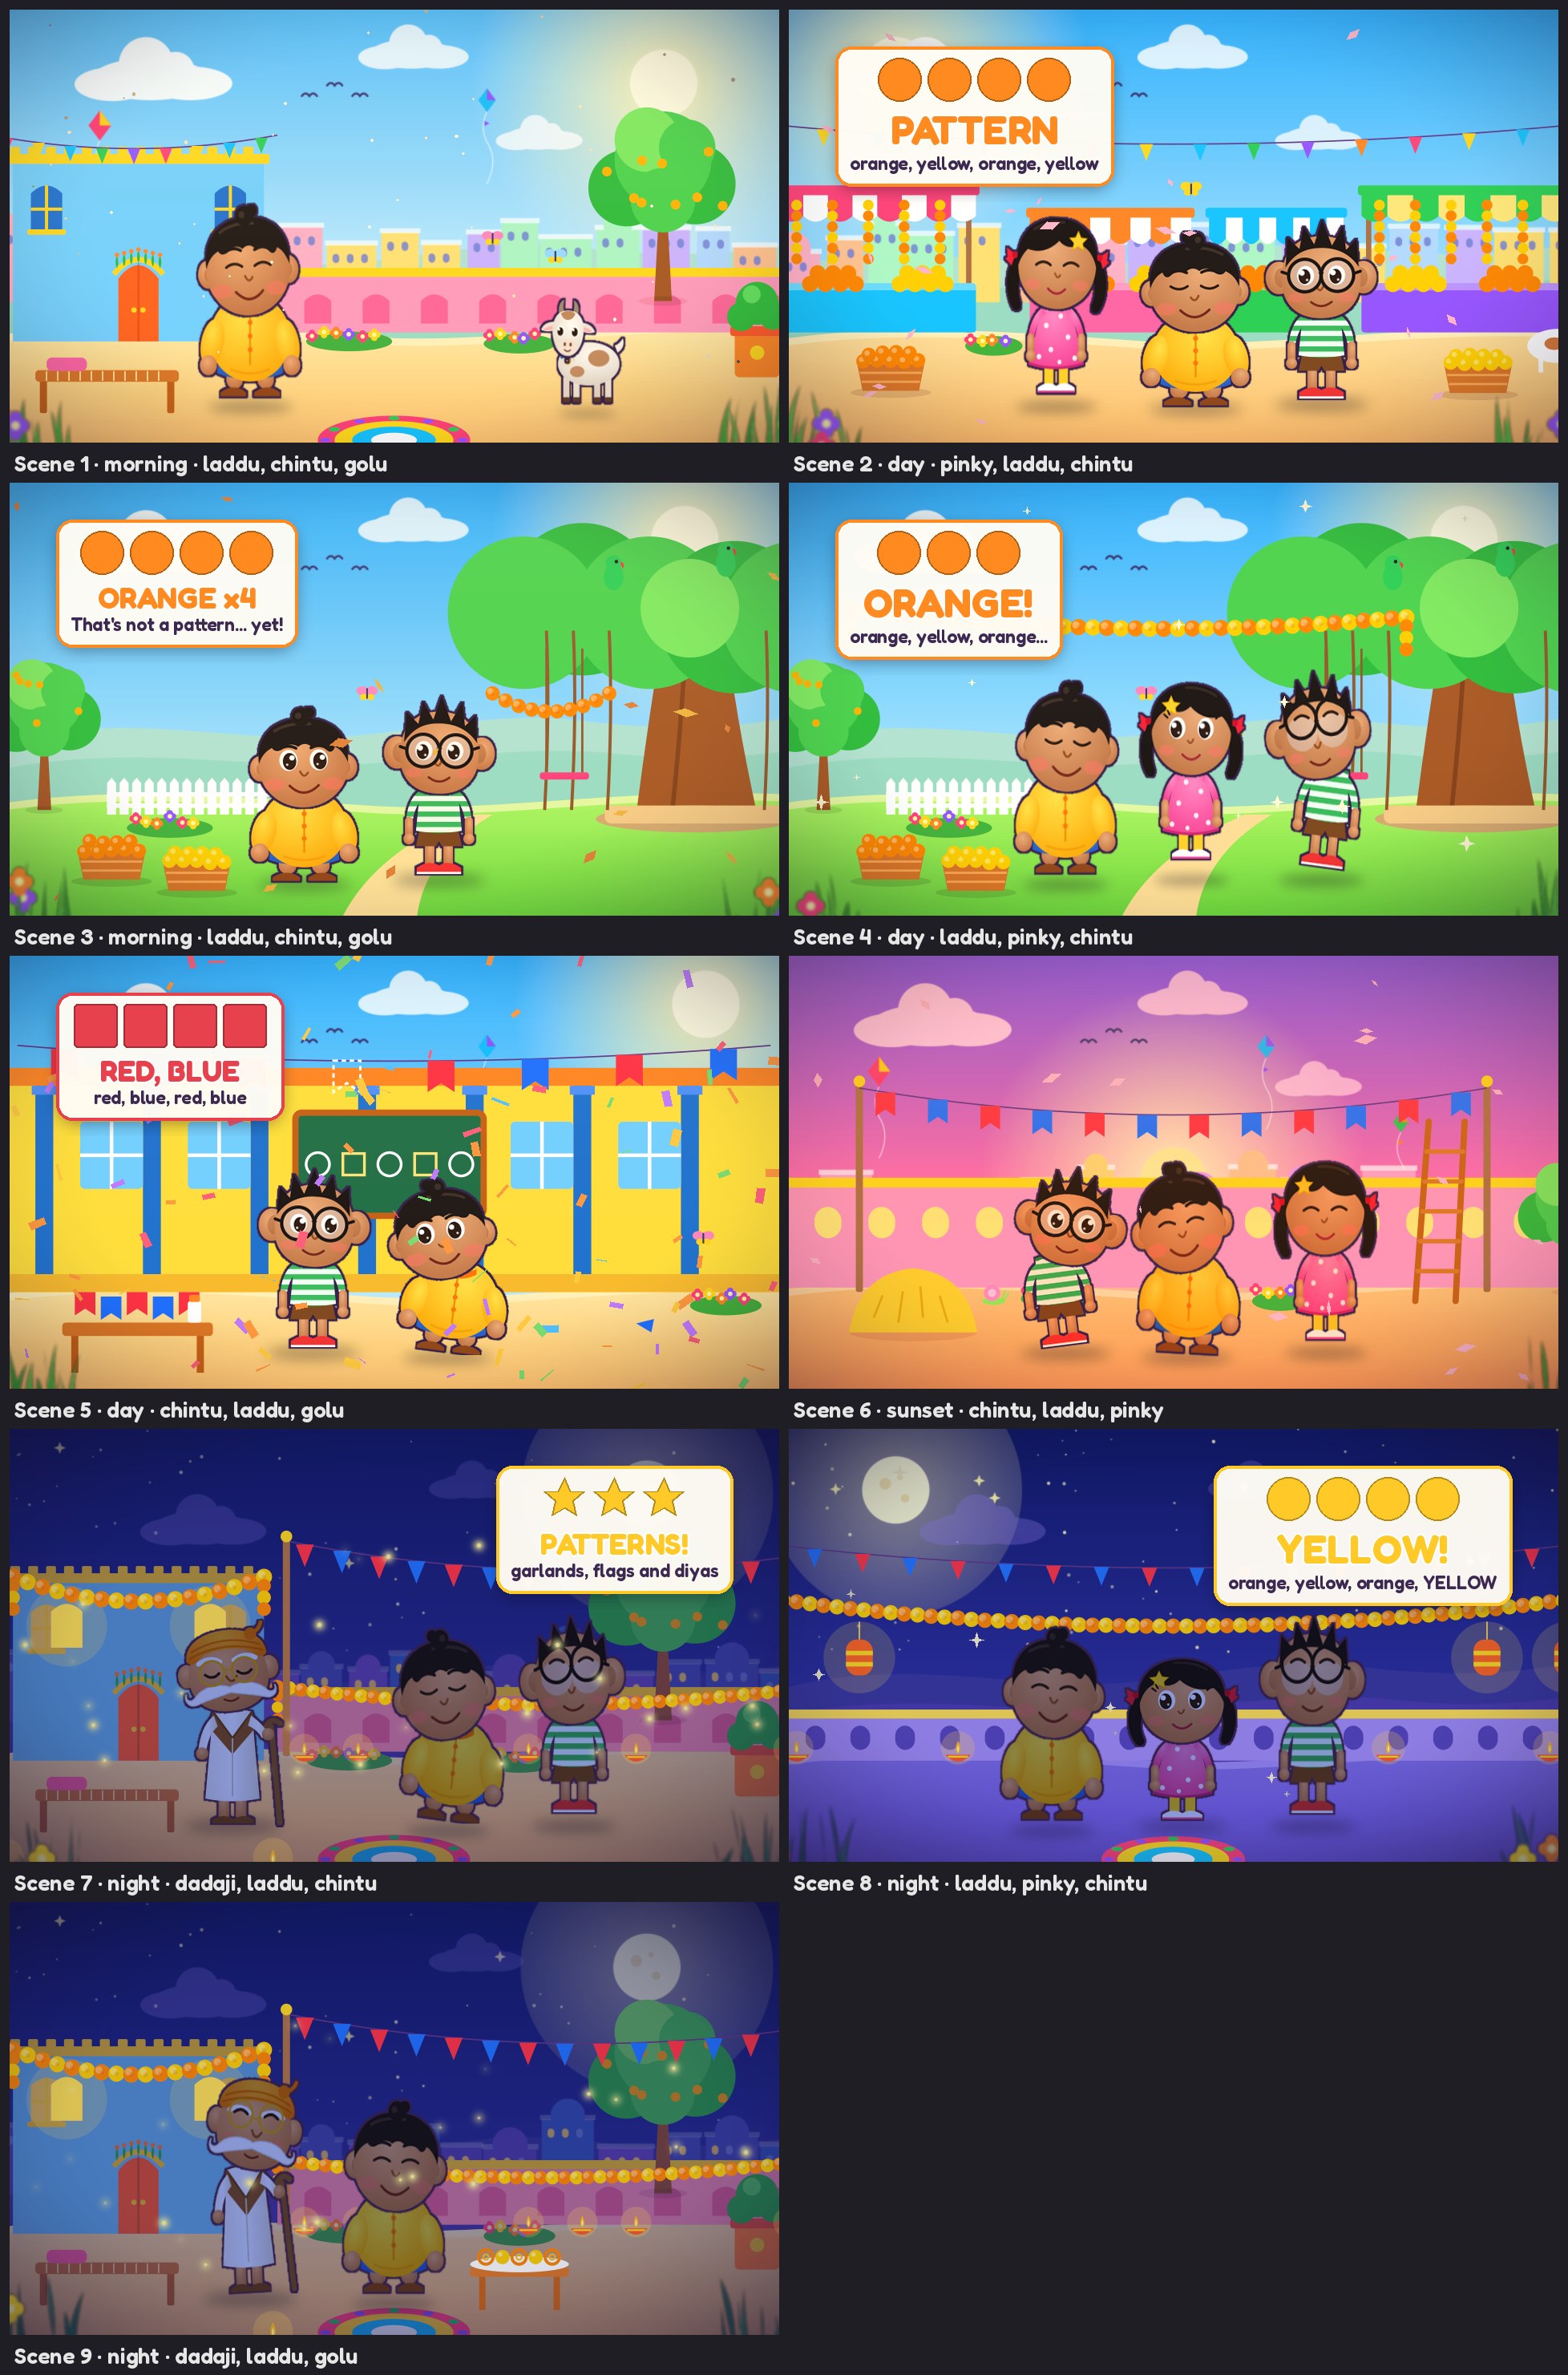 Scene 1 · morning · laddu, chintu, golu
PATTERN
orange, yellow, orange, yellow
Scene 2 · day · pinky, laddu, chintu
ORANGE x4
That's not a pattern... yet!
Scene 3 · morning · laddu, chintu, golu
ORANGE!
orange, yellow, orange...
Scene 4 · day · laddu, pinky, chintu
RED, BLUE
red, blue, red, blue
Scene 5 · day · chintu, laddu, golu
Scene 6 · sunset · chintu, laddu, pinky
PATTERNS!
garlands, flags and diyas
Scene 7 · night · dadaji, laddu, chintu
YELLOW!
orange, yellow, orange, YELLOW
Scene 8 · night · laddu, pinky, chintu
Scene 9 · night · dadaji, laddu, golu